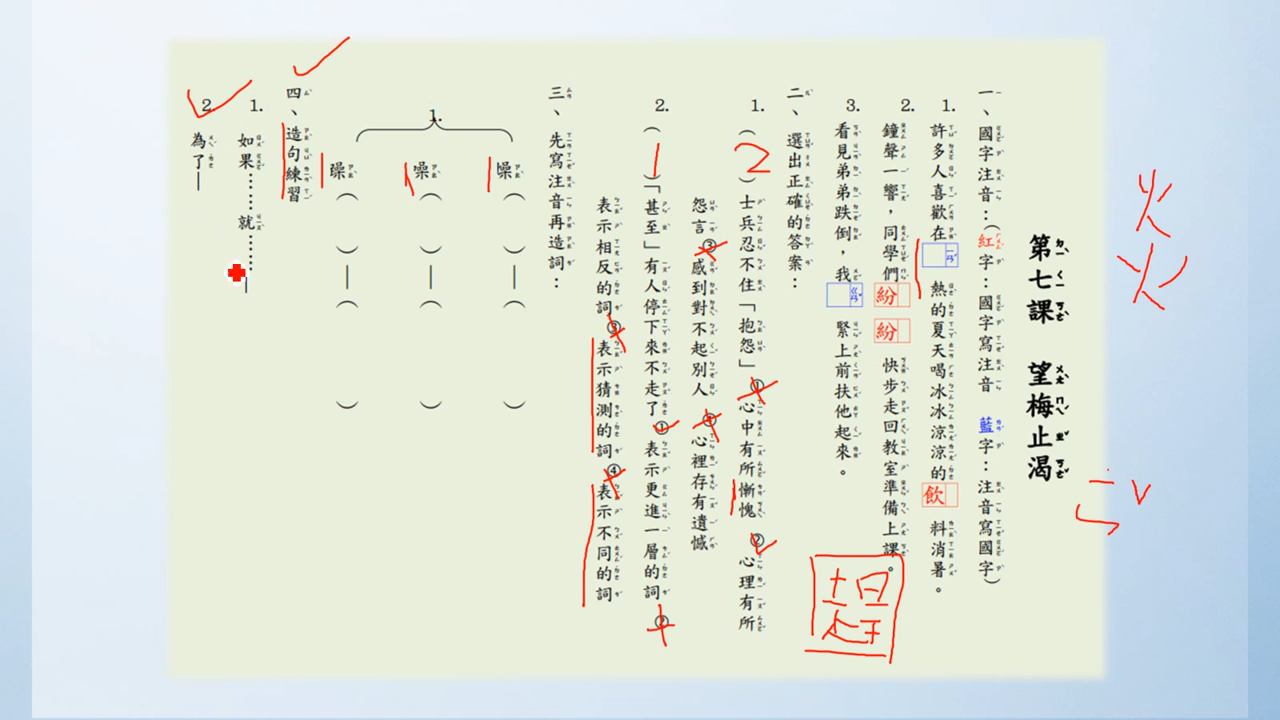 第七課 望梅止渴
一、國字注音:(紅字:國字寫注音 藍字:注音寫國字)
1. 許多人喜歡在ㄧㄢˊ熱的夏天喝冰冰涼涼的飲料消暑。
2. 鐘聲一響,同學們紛紛快步走回教室準備上課。
3. 看見弟弟跌倒,我ㄍㄢˇ緊上前扶他起來。
二、選出正確的答案:
1. (2)士兵忍不住「抱怨」①心中有所慚愧 ②心理有所
怨言③感到對不起別人 ④心裡存有遺憾
2. (1)「甚至」有人停下來不走了①表示更進一層的詞②
表示相反的詞③表示猜測的詞④表示不同的詞
三、先寫注音再造詞:
1.
噪( )—( )
噪( )—( )
噪( )—( )
四、造句練習
1. 如果……就……—
2. 為了—
炎
趕